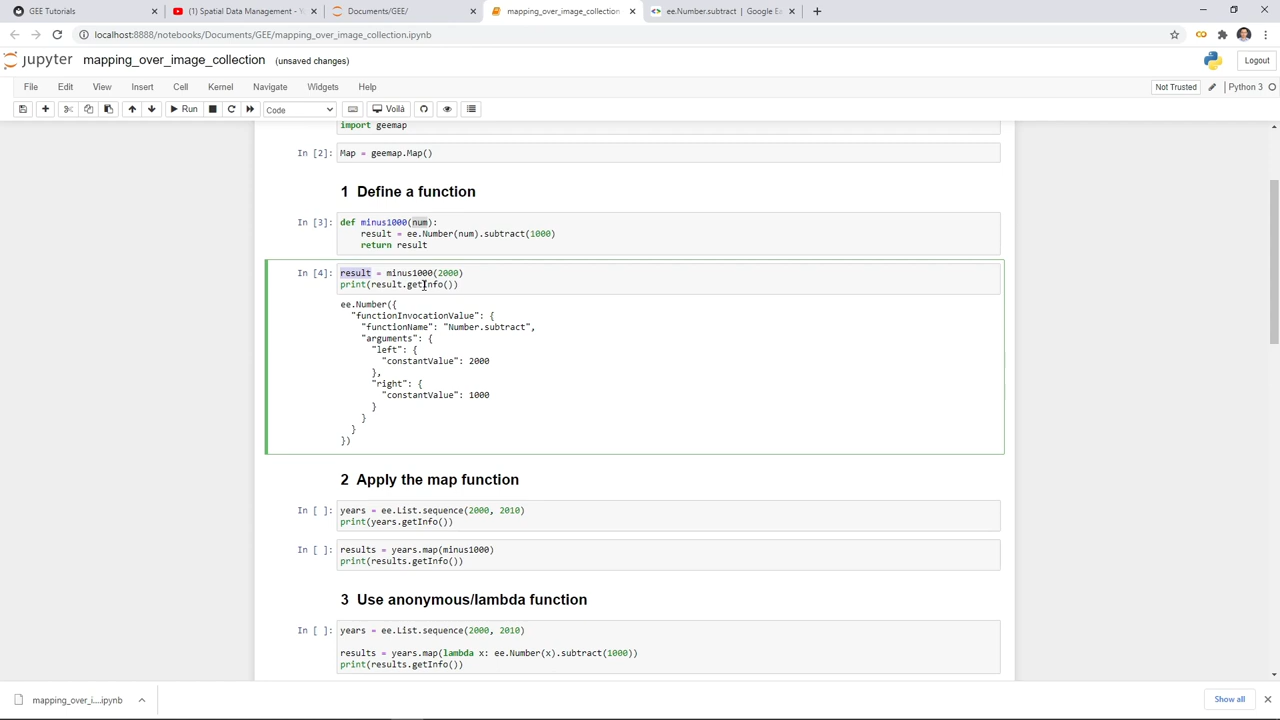 GEE Tutorials
(1) Spatial Data Management - Y
Documents/GEE/
mapping_over_image_collection
ee.Number.subtract | Google Ea
localhost:8888/notebooks/Documents/GEE/mapping_over_image_collection.ipynb
jupyter mapping_over_image_collection (unsaved changes)
Logout
File Edit View Insert Cell Kernel Navigate Widgets Help
Not Trusted
Python 3
Run
Code
Voilà
import geemap
In [2]: Map = geemap.Map()
1 Define a function
In [3]: def minus1000(num):
result = ee.Number(num).subtract(1000)
return result
In [4]: result = minus1000(2000)
print(result.getInfo())
ee.Number({
"functionInvocationValue": {
"functionName": "Number.subtract",
"arguments": {
"left": {
"constantValue": 2000
},
"right": {
"constantValue": 1000
}
}
}
})
2 Apply the map function
In [ ]: years = ee.List.sequence(2000, 2010)
print(years.getInfo())
In [ ]: results = years.map(minus1000)
print(results.getInfo())
3 Use anonymous/lambda function
In [ ]: years = ee.List.sequence(2000, 2010)
results = years.map(lambda x: ee.Number(x).subtract(1000))
print(results.getInfo())
mapping_over_i....ipynb
Show all